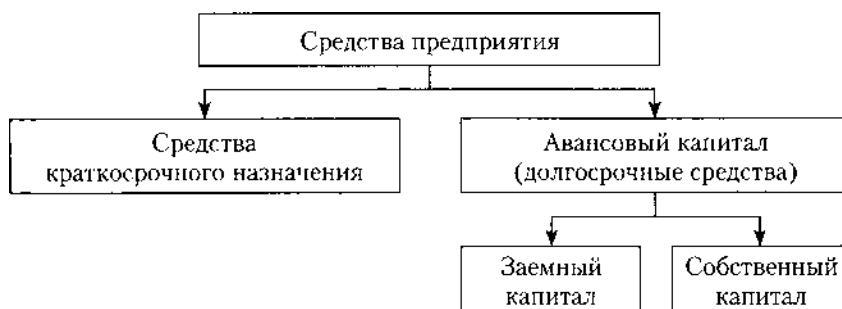 Средства предприятия
Средства
краткосрочного назначения
Авансовый капитал
(долгосрочные средства)
Заемный
капитал
Собственный
капитал